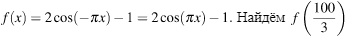 f(x) = 2cos(−πx) − 1 = 2cos(πx) − 1. Найдём f(100/3)